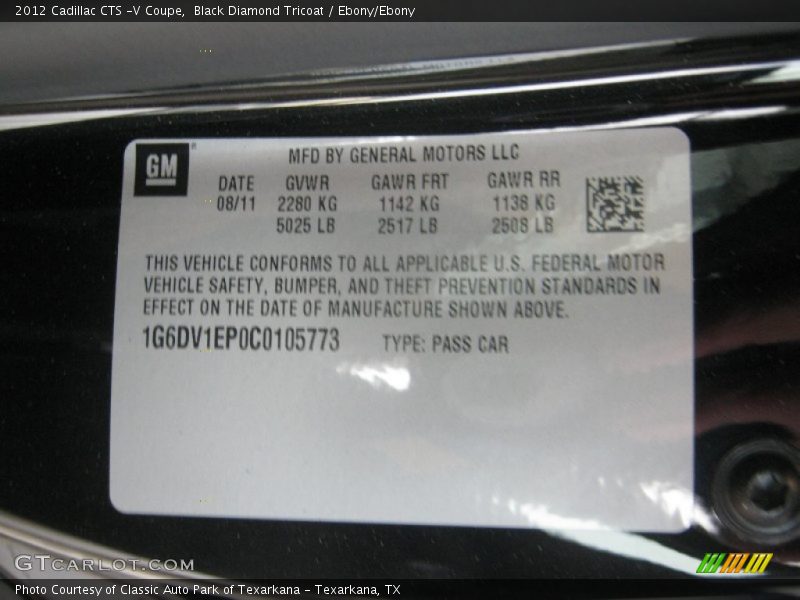 2012 Cadillac CTS -V Coupe,  Black Diamond Tricoat / Ebony/Ebony
GM
MFD BY GENERAL MOTORS LLC
DATE GVWR GAWR FRT GAWR RR
08/11 2280 KG 1142 KG 1138 KG
5025 LB 2517 LB 2508 LB
THIS VEHICLE CONFORMS TO ALL APPLICABLE U.S. FEDERAL MOTOR
VEHICLE SAFETY, BUMPER, AND THEFT PREVENTION STANDARDS IN
EFFECT ON THE DATE OF MANUFACTURE SHOWN ABOVE.
1G6DV1EP0C0105773 TYPE: PASS CAR
GTCARLOT.COM
Photo Courtesy of Classic Auto Park of Texarkana - Texarkana, TX